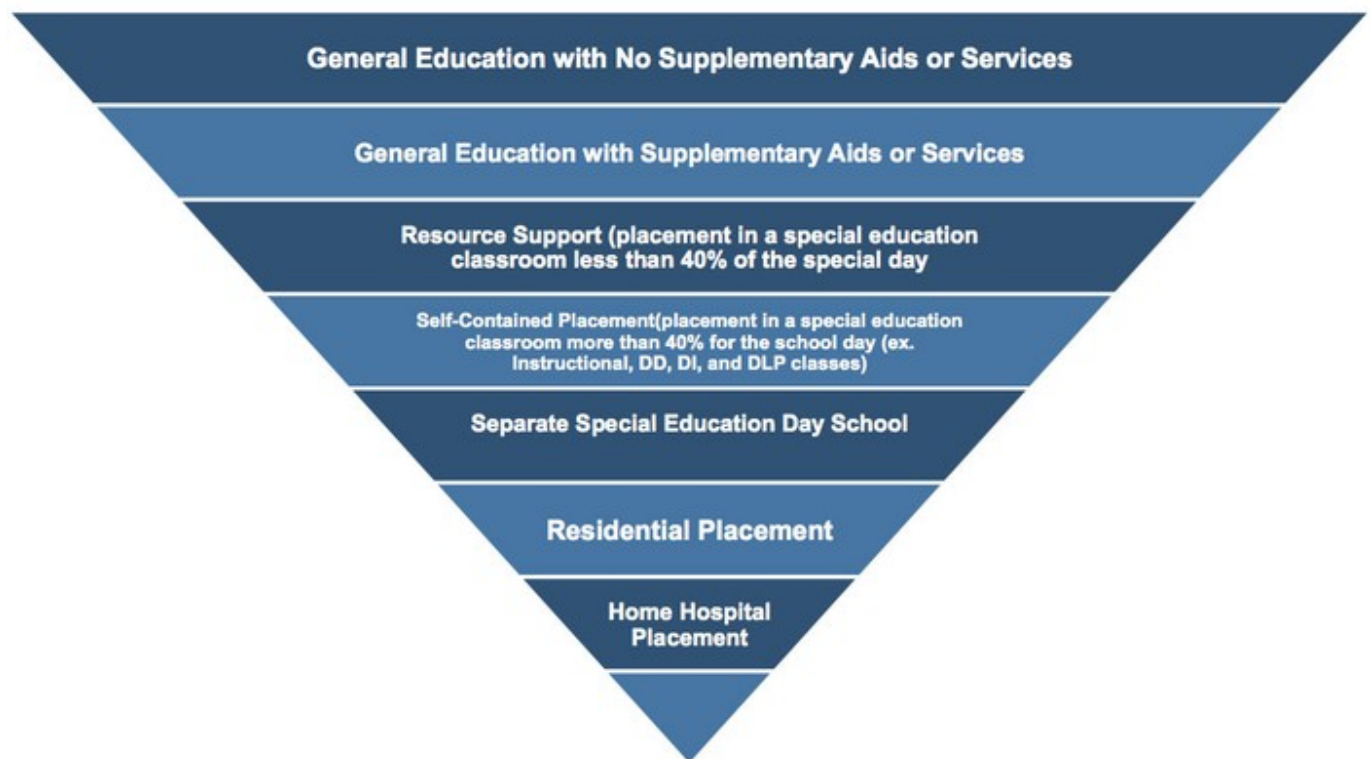 General Education with No Supplementary Aids or Services
General Education with Supplementary Aids or Services
Resource Support (placement in a special education
classroom less than 40% of the special day
Self-Contained Placement(placement in a special education
classroom more than 40% for the school day (ex.
Instructional, DD, DI, and DLP classes)
Separate Special Education Day School
Residential Placement
Home Hospital
Placement